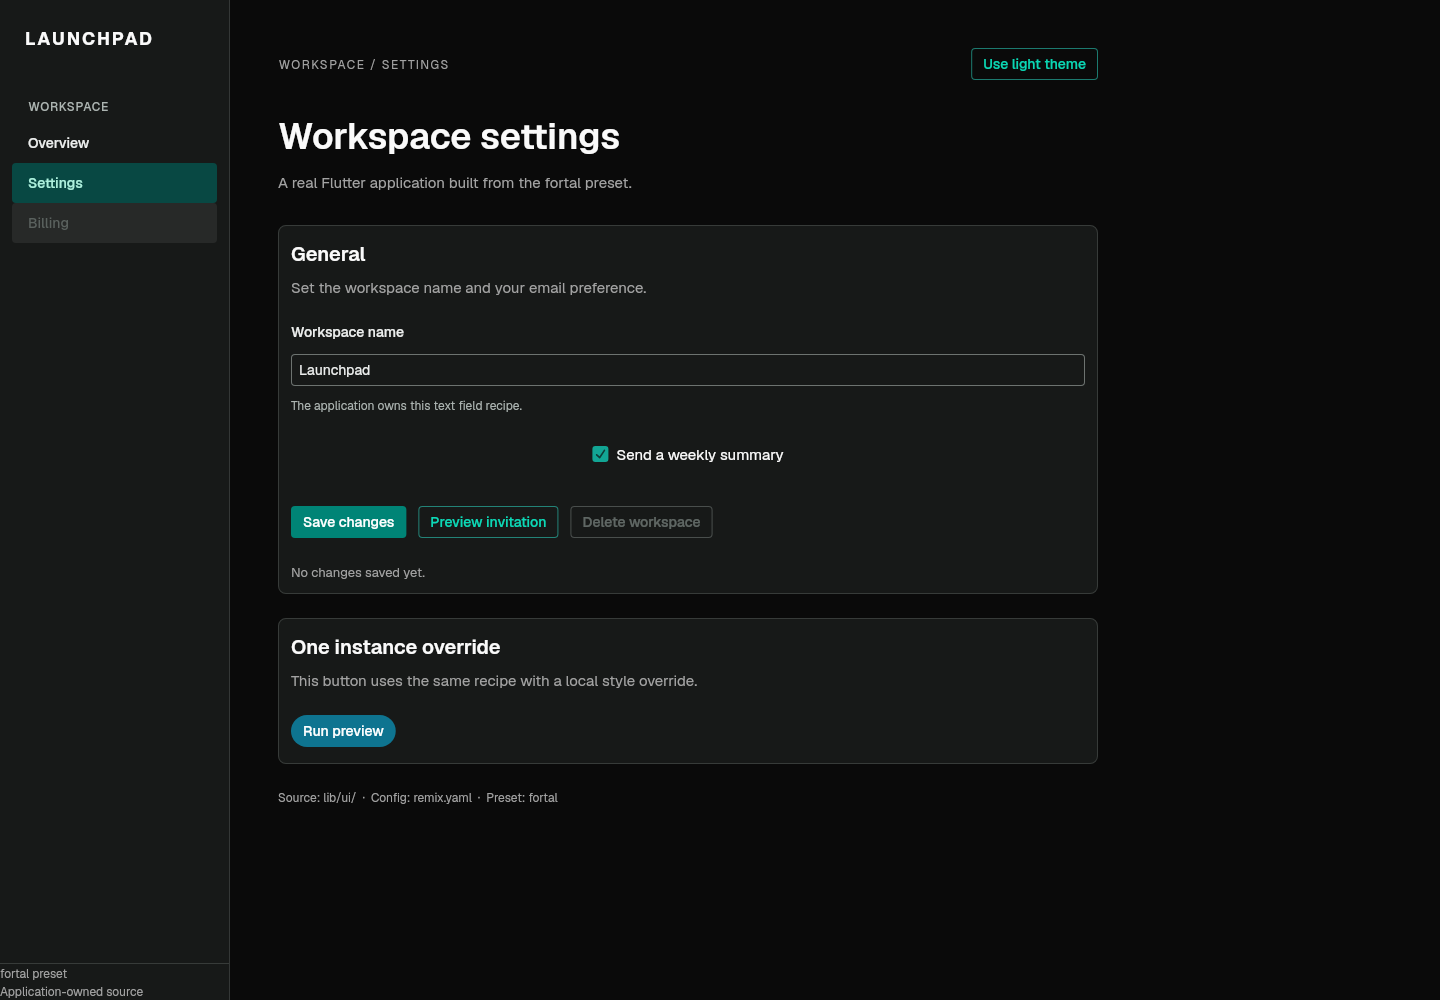 LAUNCHPAD
WORKSPACE
Overview
Settings
Billing
fortal preset
Application-owned source
WORKSPACE / SETTINGS
Use light theme
Workspace settings
A real Flutter application built from the fortal preset.
General
Set the workspace name and your email preference.
Workspace name
Launchpad
The application owns this text field recipe.
Send a weekly summary
Save changes
Preview invitation
Delete workspace
No changes saved yet.
One instance override
This button uses the same recipe with a local style override.
Run preview
Source: lib/ui/ · Config: remix.yaml · Preset: fortal